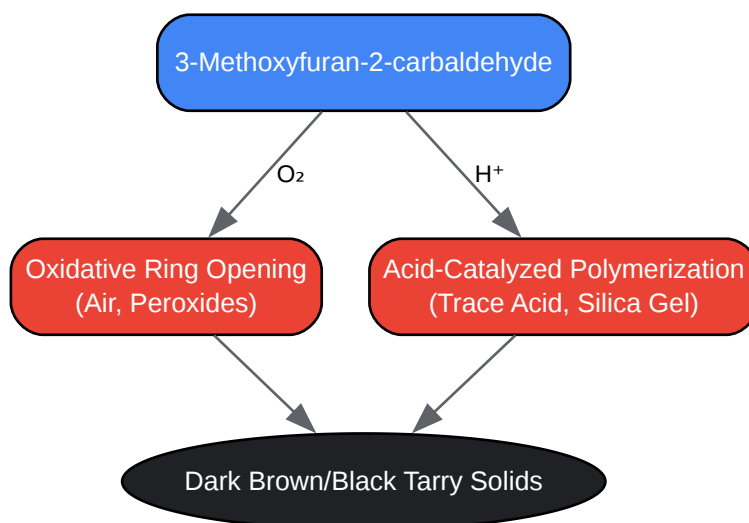 3-Methoxyfuran-2-carbaldehyde
O₂
H⁺
Oxidative Ring Opening
(Air, Peroxides)
Acid-Catalyzed Polymerization
(Trace Acid, Silica Gel)
Dark Brown/Black Tarry Solids